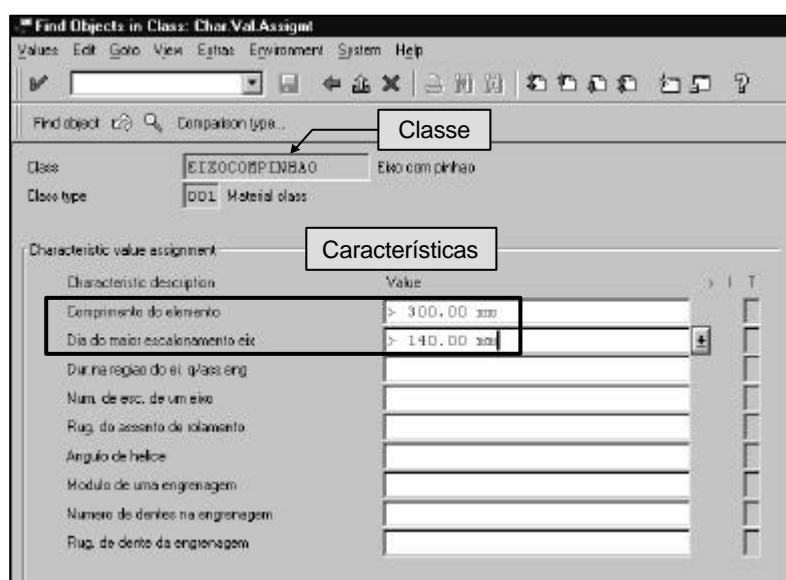 Find Objects in Class: Char.Val.Assigmt
Values Edit Goto View Extras Environment System Help
Find object Comparison type...
Classe
Class EIXOCOMPINHAO Eixo com pinhao
Class type 001 Material class
Características
Characteristic value assignment
Characteristic description Value > I T
Comprimento do elemento > 300.00 mm
Dia do maior escalonamento eix > 140.00 mm
Dur.na regiao do ei. q/ass.eng
Num. de esc. de um eixo
Rug. do assento de rolamento
Angulo de helice
Modulo de uma engrenagem
Numero de dentes na engrenagem
Rug. de dente da engrenagem